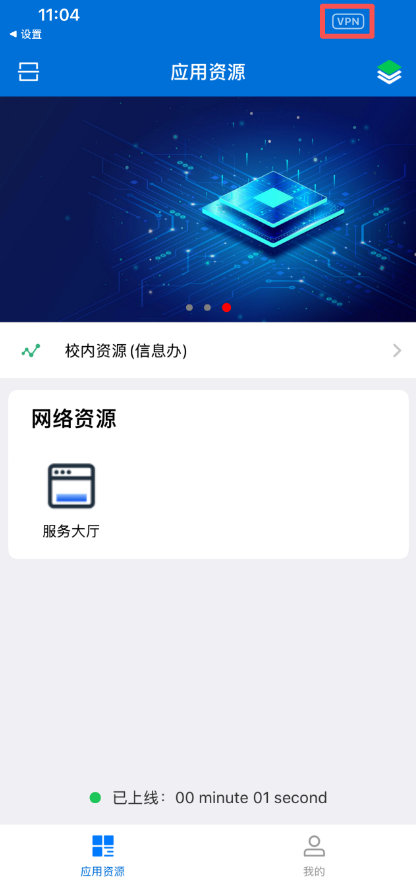 11:04
VPN
◀ 设置
应用资源
校内资源(信息办)
网络资源
服务大厅
已上线：00 minute 01 second
应用资源
我的